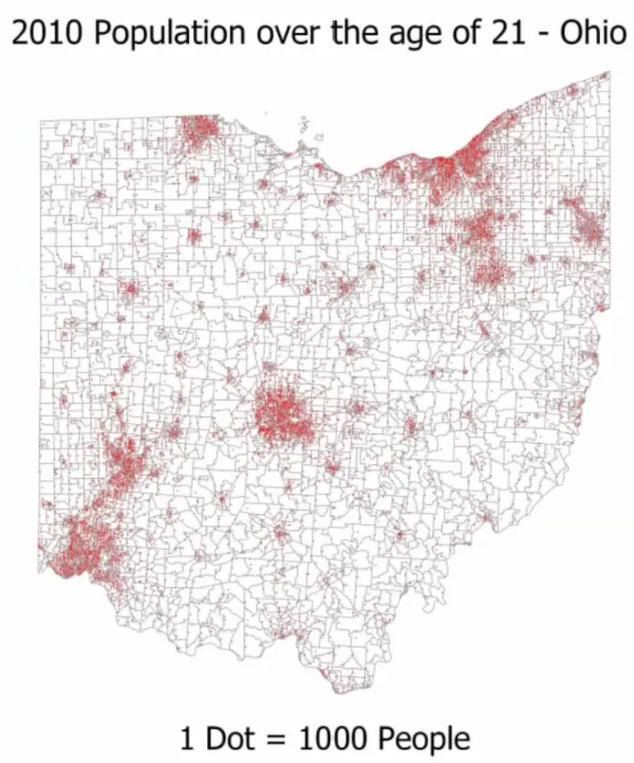 2010 Population over the age of 21 - Ohio
1 Dot = 1000 People